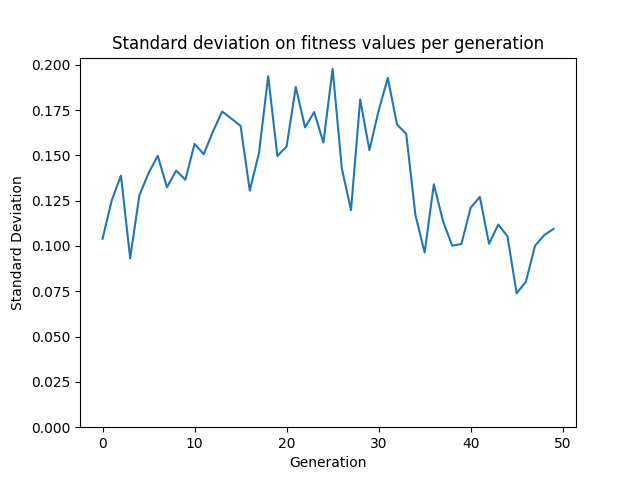 Standard deviation on fitness values per generation
0.200
0.175
0.150
0.125
0.100
0.075
0.050
0.025
0.000
Standard Deviation
0 10 20 30 40 50
Generation